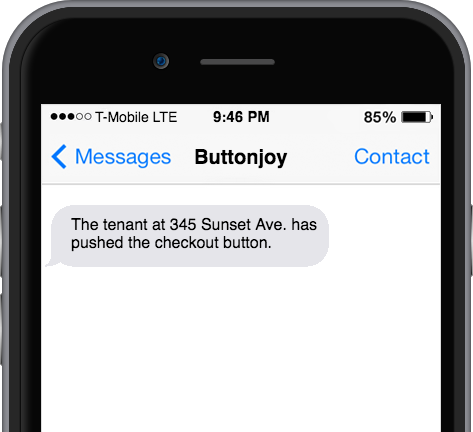 T-Mobile LTE 9:46 PM 85%
Messages Buttonjoy Contact
The tenant at 345 Sunset Ave. has
pushed the checkout button.